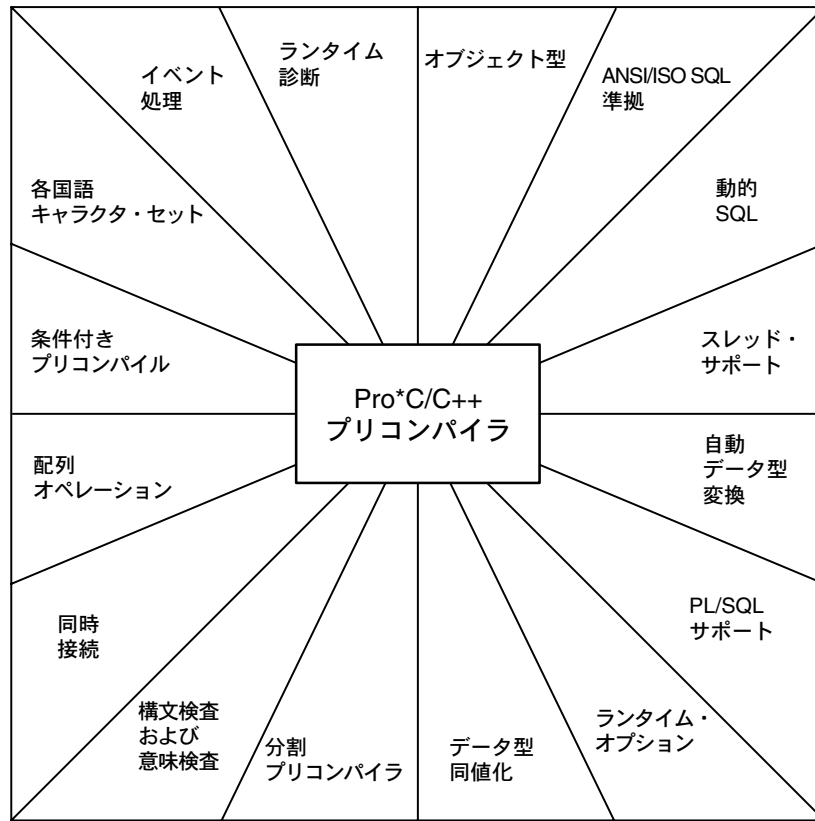 イベント
処理
ランタイム
診断
オブジェクト型
ANSI/ISO SQL
準拠
各国語
キャラクタ・セット
動的
SQL
条件付き
プリコンパイル
スレッド・
サポート
Pro*C/C++
プリコンパイラ
配列
オペレーション
自動
データ型
変換
同時
接続
PL/SQL
サポート
構文検査
および
意味検査
分割
プリコンパイラ
データ型
同値化
ランタイム・
オプション